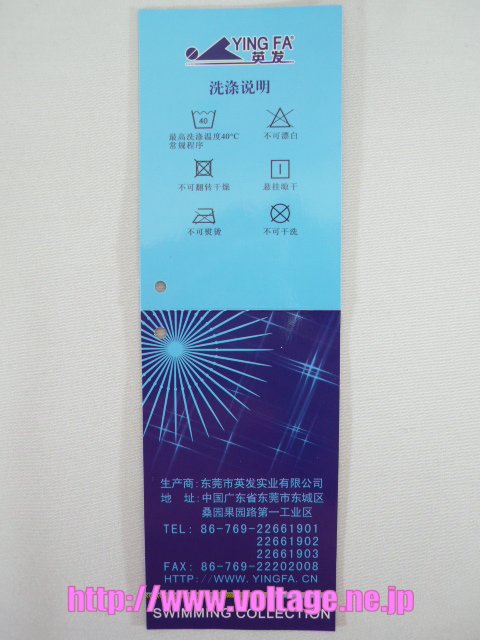 YING FA®
英发
洗涤说明
40
最高洗涤温度40°C
常规程序
不可漂白
不可翻转干燥
悬挂晾干
不可熨烫
不可干洗
生产商:东莞市英发实业有限公司
地 址:中国广东省东莞市东城区
桑园果园路第一工业区
TEL: 86-769-22661901
22661902
22661903
FAX: 86-769-22202008
HTTP://WWW.YINGFA.CN
http://www.voltage.ne.jp
SWIMMING COLLECTION